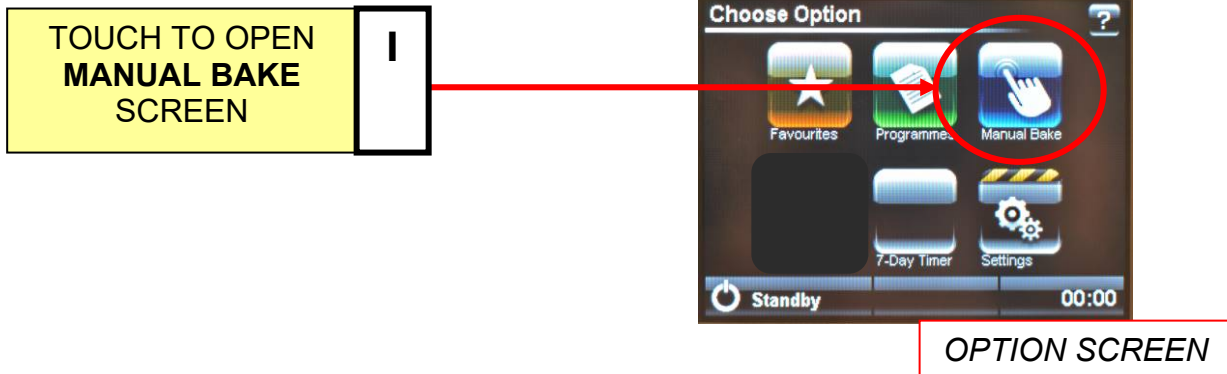 TOUCH TO OPEN
MANUAL BAKE
SCREEN
I
Choose Option
?
Favourites
Programmes
Manual Bake
7-Day Timer
Settings
Standby
00:00
OPTION SCREEN